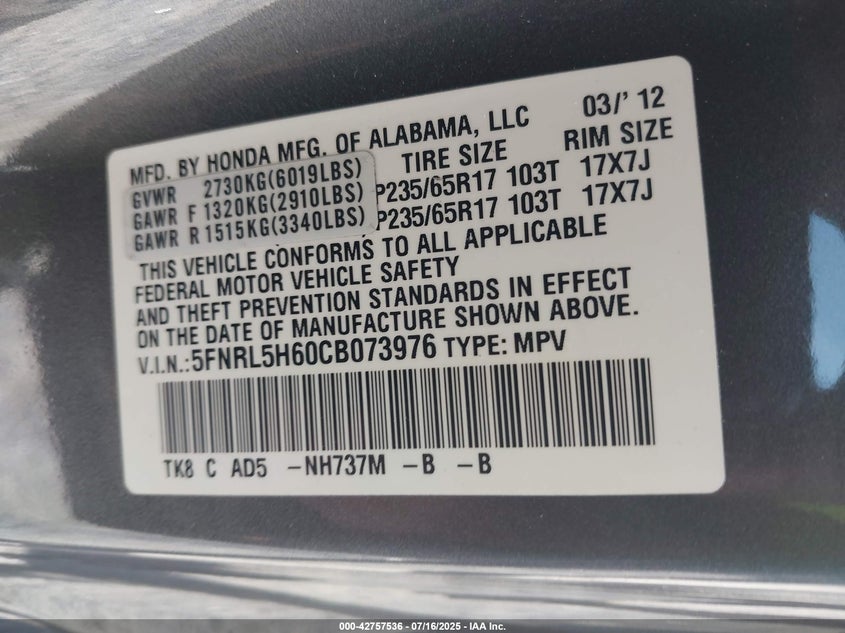 MFD. BY HONDA MFG. OF ALABAMA, LLC 03/' 12
GVWR 2730KG(6019LBS) TIRE SIZE RIM SIZE
GAWR F 1320KG(2910LBS) P235/65R17 103T 17X7J
GAWR R 1515KG(3340LBS) P235/65R17 103T 17X7J
THIS VEHICLE CONFORMS TO ALL APPLICABLE
FEDERAL MOTOR VEHICLE SAFETY
AND THEFT PREVENTION STANDARDS IN EFFECT
ON THE DATE OF MANUFACTURE SHOWN ABOVE.
V.I.N.:5FNRL5H60CB073976 TYPE: MPV
TK8 C AD5 -NH737M -B -B
000-42757536 - 07/16/2025 - IAA Inc.